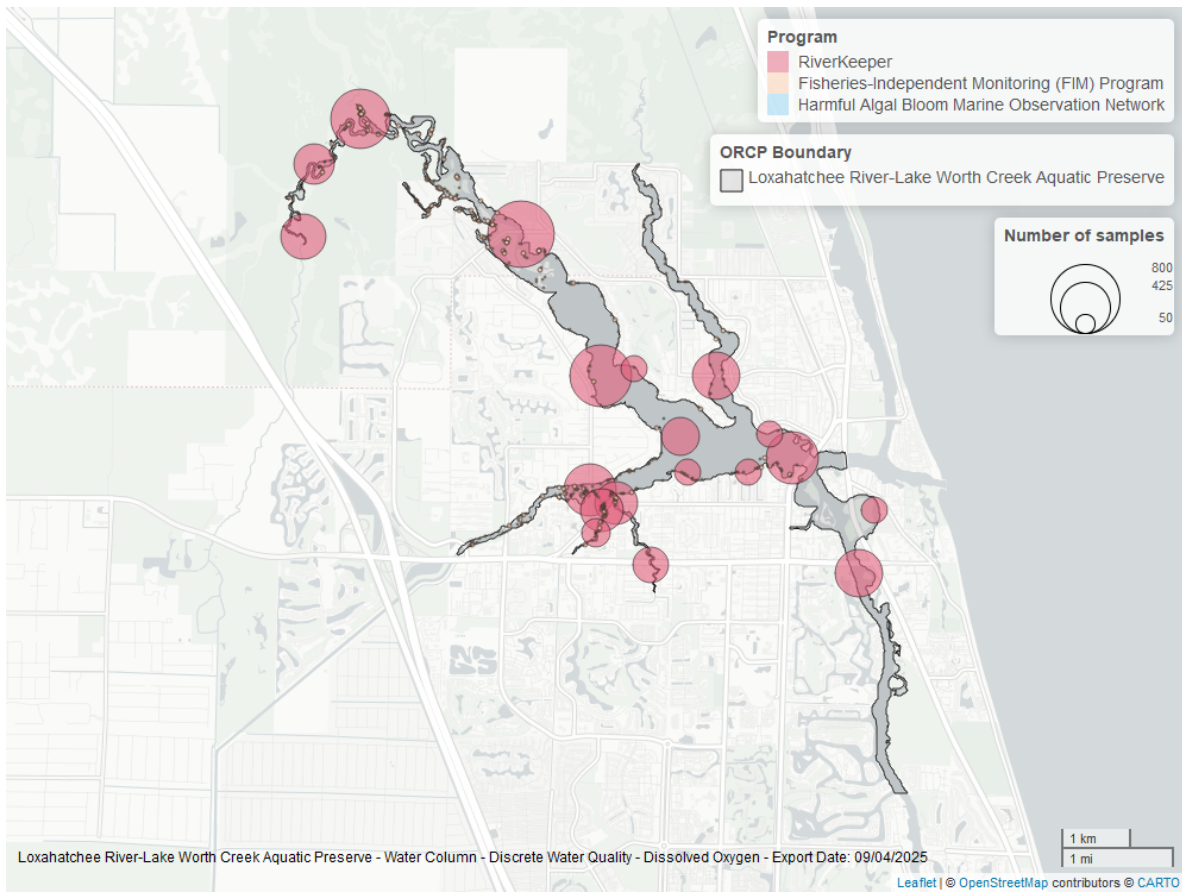 Program
RiverKeeper
Fisheries-Independent Monitoring (FIM) Program
Harmful Algal Bloom Marine Observation Network
ORCP Boundary
Loxahatchee River-Lake Worth Creek Aquatic Preserve
Number of samples
800
425
50
1 km
1 mi
Loxahatchee River-Lake Worth Creek Aquatic Preserve - Water Column - Discrete Water Quality - Dissolved Oxygen - Export Date: 09/04/2025
Leaflet | © OpenStreetMap contributors © CARTO